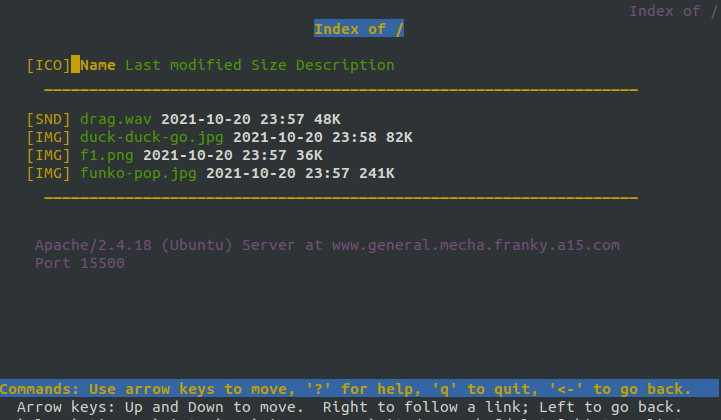 Index of /
Index of /
[ICO] Name Last modified Size Description
[SND] drag.wav 2021-10-20 23:57 48K
[IMG] duck-duck-go.jpg 2021-10-20 23:58 82K
[IMG] f1.png 2021-10-20 23:57 36K
[IMG] funko-pop.jpg 2021-10-20 23:57 241K
Apache/2.4.18 (Ubuntu) Server at www.general.mecha.franky.a15.com
Port 15500
Commands: Use arrow keys to move, '?' for help, 'q' to quit, '<-' to go back.
Arrow keys: Up and Down to move.  Right to follow a link; Left to go back.